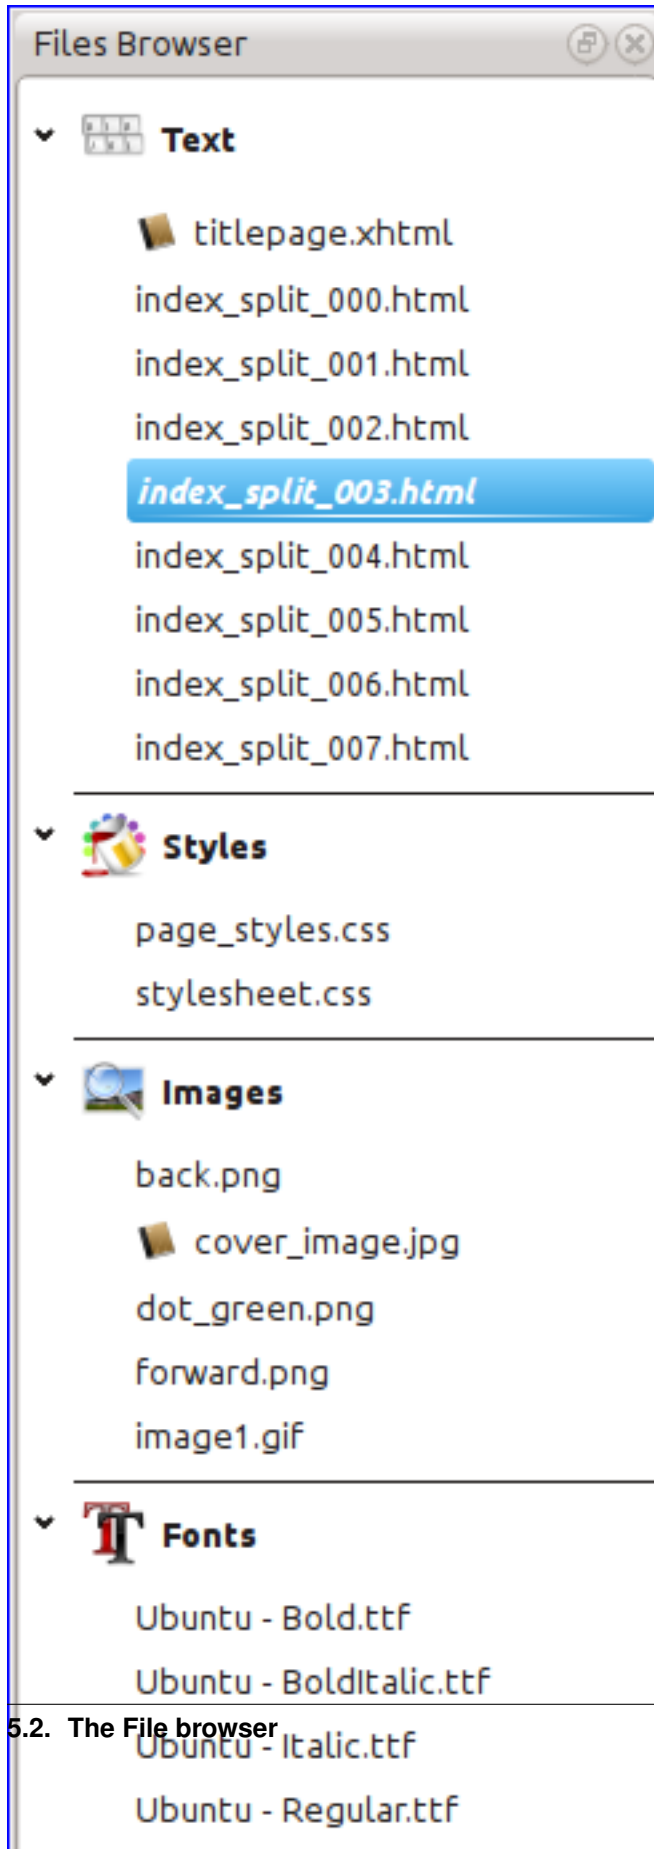 Files Browser
Text
titlepage.xhtml
index_split_000.html
index_split_001.html
index_split_002.html
index_split_003.html
index_split_004.html
index_split_005.html
index_split_006.html
index_split_007.html
Styles
page_styles.css
stylesheet.css
Images
back.png
cover_image.jpg
dot_green.png
forward.png
image1.gif
Fonts
Ubuntu - Bold.ttf
Ubuntu - BoldItalic.ttf
5.2. The File browser
Ubuntu - Italic.ttf
Ubuntu - Regular.ttf